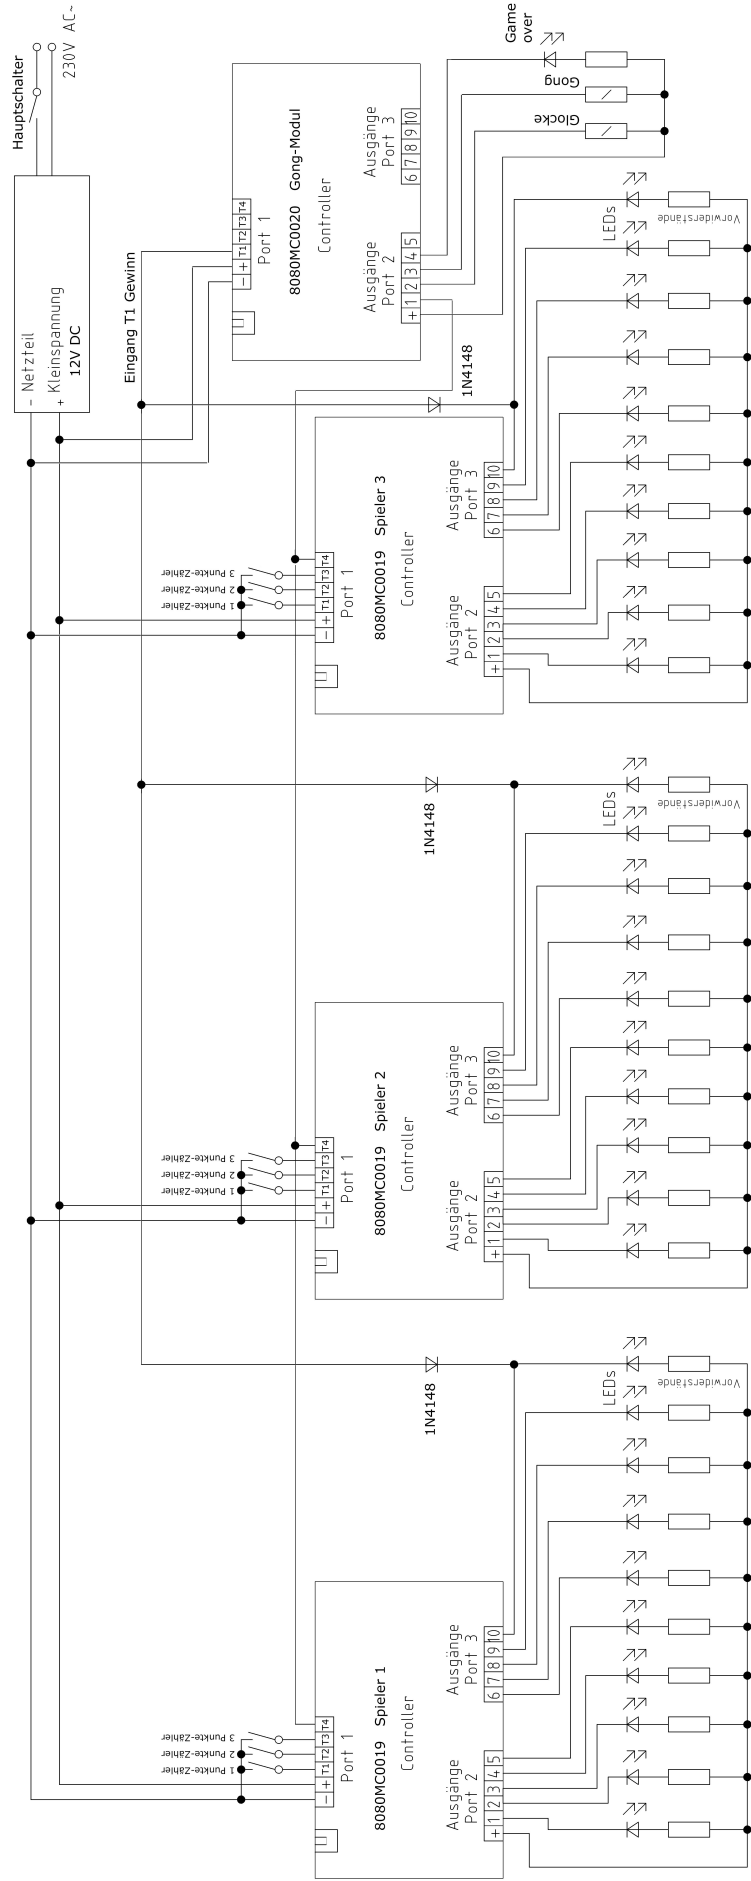 Hauptschalter
230V AC~
– Netzteil
+ Kleinspannung
12V DC
Eingang T1 Gewinn
– + T1 T2 T3 T4
Port 1
8080MC0020 Gong-Modul
Controller
Ausgänge
Port 2
+ 1 2 3 4 5
Ausgänge
Port 3
6 7 8 9 10
Game
over
Gong
Glocke
1N4148
3 Punkte-Zähler
2 Punkte-Zähler
1 Punkte-Zähler
– + T1 T2 T3 T4
Port 1
8080MC0019 Spieler 3
Controller
Ausgänge
Port 2
+ 1 2 3 4 5
Ausgänge
Port 3
6 7 8 9 10
LEDs
Vorwiderstände
1N4148
3 Punkte-Zähler
2 Punkte-Zähler
1 Punkte-Zähler
– + T1 T2 T3 T4
Port 1
8080MC0019 Spieler 2
Controller
Ausgänge
Port 2
+ 1 2 3 4 5
Ausgänge
Port 3
6 7 8 9 10
LEDs
Vorwiderstände
1N4148
3 Punkte-Zähler
2 Punkte-Zähler
1 Punkte-Zähler
– + T1 T2 T3 T4
Port 1
8080MC0019 Spieler 1
Controller
Ausgänge
Port 2
+ 1 2 3 4 5
Ausgänge
Port 3
6 7 8 9 10
LEDs
Vorwiderstände